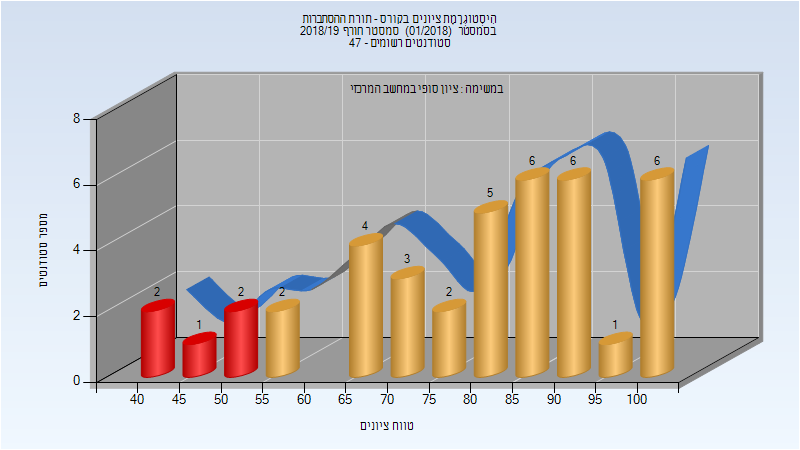 היסטוגרמת ציונים בקורס - תורת ההסתברות
בסמסטר (01/2018) סמסטר חורף 2018/19
סטודנטים רשומים - 47
במשימה : ציון סופי במחשב המרכזי
מספר סטודנטים
8
6
4
2
0
2
1
2
2
4
3
2
5
6
6
1
6
40 45 50 55 60 65 70 75 80 85 90 95 100
טווח ציונים